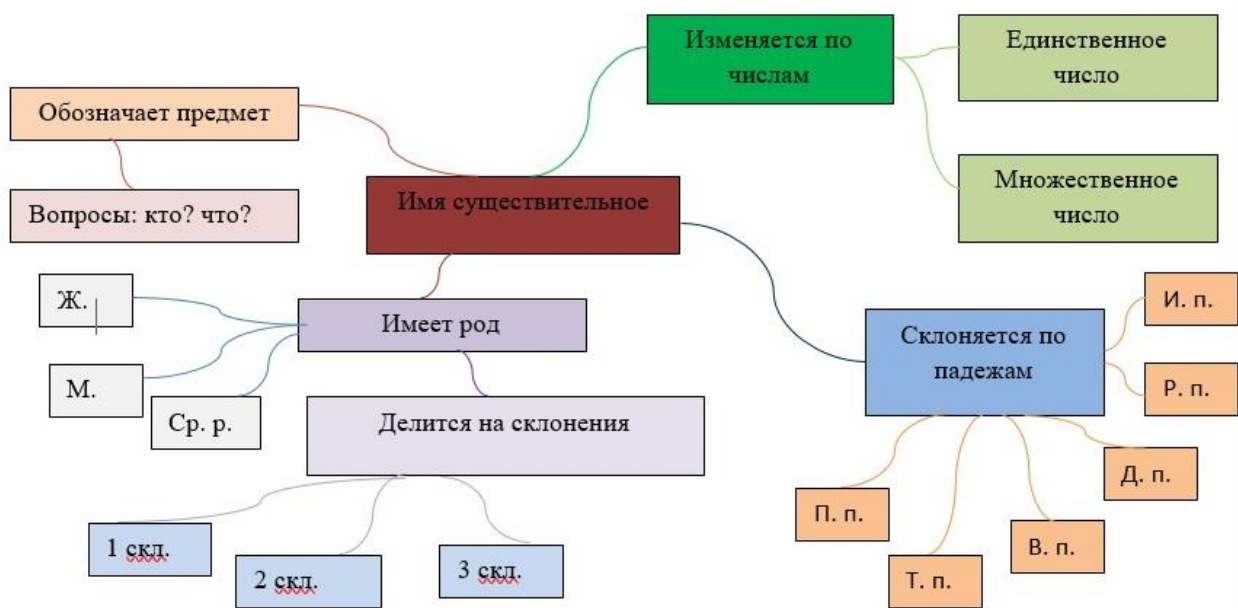 Изменяется по
числам
Единственное
число
Обозначает предмет
Множественное
число
Имя существительное
Вопросы: кто? что?
Ж.
Имеет род
И. п.
Склоняется по
падежам
М.
Р. п.
Ср. р.
Делится на склонения
Д. п.
П. п.
1 скл.
2 скл.
3 скл.
В. п.
Т. п.